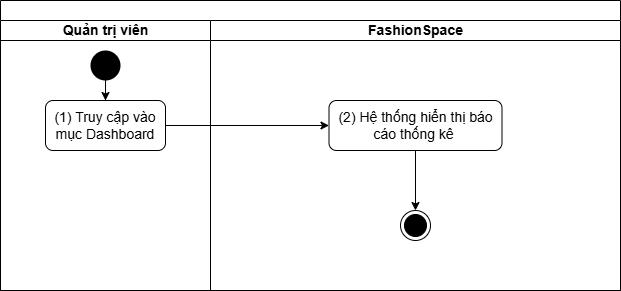 Quản trị viên
FashionSpace
(1) Truy cập vào
mục Dashboard
(2) Hệ thống hiển thị báo
cáo thống kê